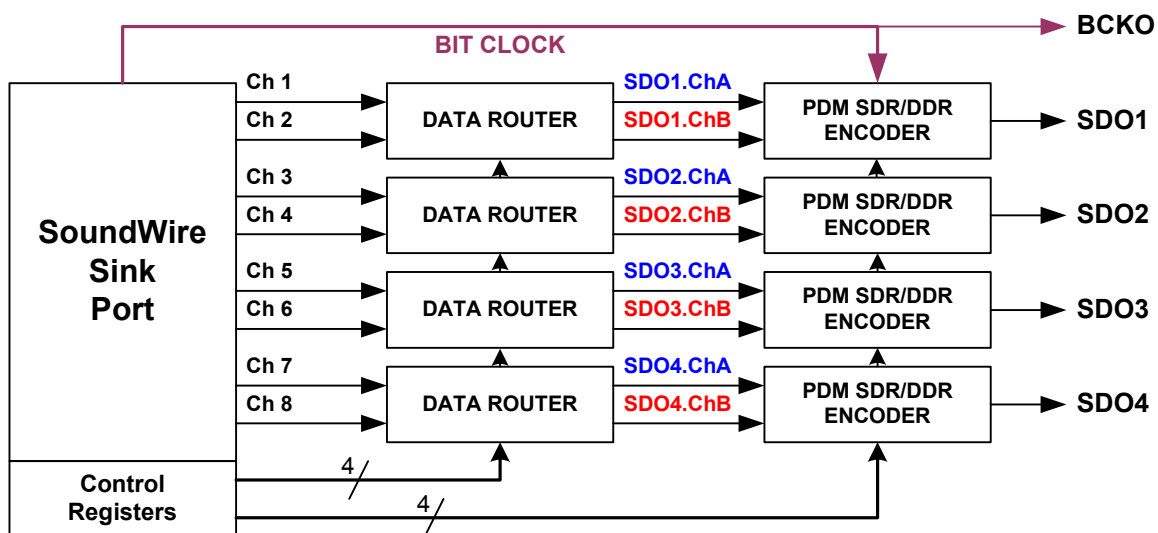 BCKO
BIT CLOCK
Ch 1
SDO1.ChA
Ch 2
DATA ROUTER
SDO1.ChB
PDM SDR/DDR
ENCODER
SDO1
Ch 3
SDO2.ChA
Ch 4
DATA ROUTER
SDO2.ChB
PDM SDR/DDR
ENCODER
SDO2
SoundWire
Sink
Port
Ch 5
SDO3.ChA
Ch 6
DATA ROUTER
SDO3.ChB
PDM SDR/DDR
ENCODER
SDO3
Ch 7
SDO4.ChA
Ch 8
DATA ROUTER
SDO4.ChB
PDM SDR/DDR
ENCODER
SDO4
Control
Registers
4
4